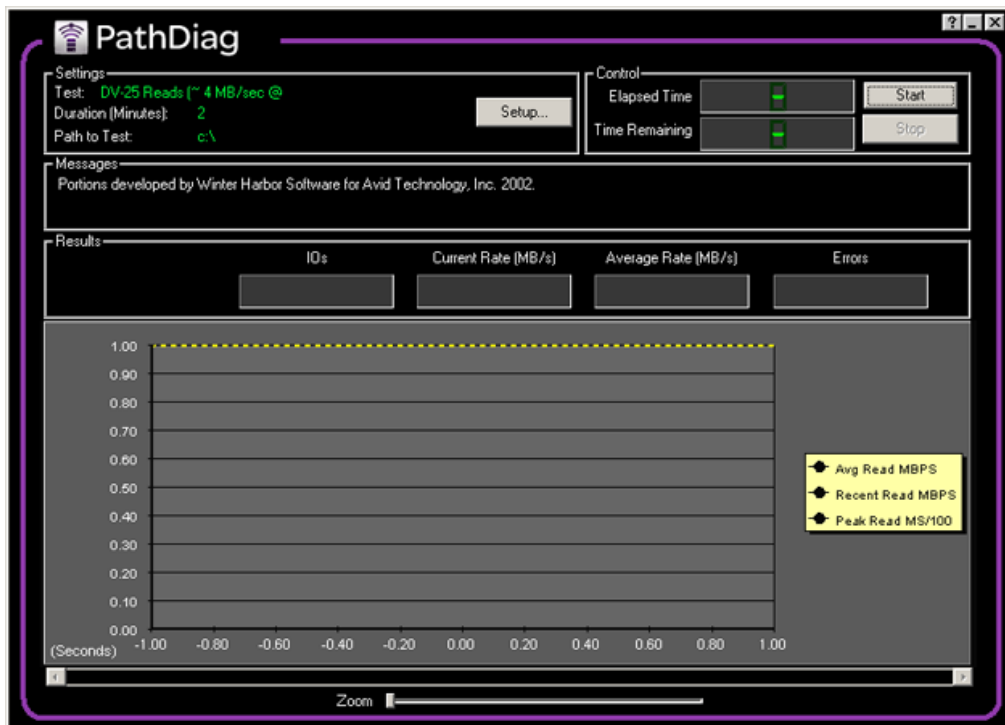 PathDiag
? _ X
Settings
Test: DV-25 Reads (~ 4 MB/sec @
Duration (Minutes): 2
Path to Test: c:\
Setup...
Control
Elapsed Time
Time Remaining
Start
Stop
Messages
Portions developed by Winter Harbor Software for Avid Technology, Inc. 2002.
Results
IOs Current Rate (MB/s) Average Rate (MB/s) Errors
1.00
0.90
0.80
0.70
0.60
0.50
0.40
0.30
0.20
0.10
0.00
(Seconds) -1.00 -0.80 -0.60 -0.40 -0.20 0.00 0.20 0.40 0.60 0.80 1.00
Avg Read MBPS
Recent Read MBPS
Peak Read MS/100
Zoom